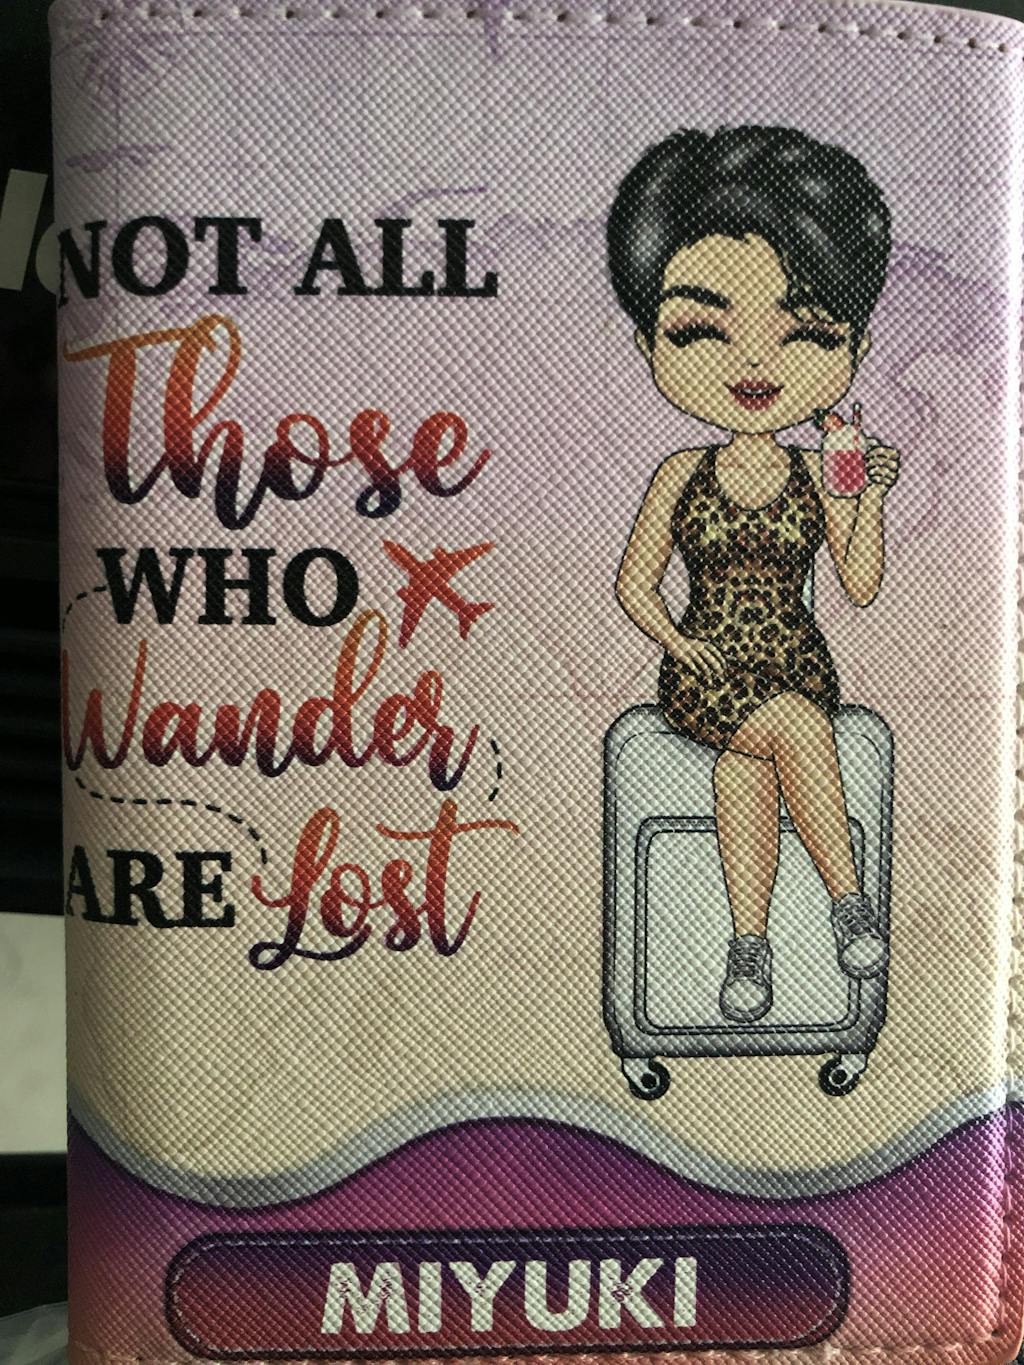 NOT ALL
Those
WHO
Wander
ARE Lost
MIYUKI